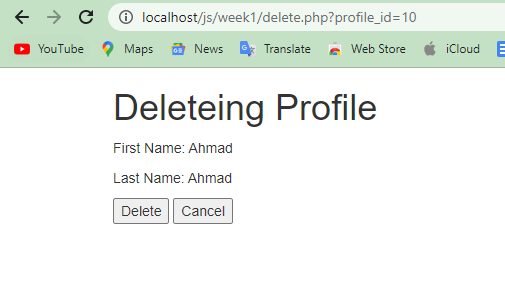 localhost/js/week1/delete.php?profile_id=10
YouTube Maps News Translate Web Store iCloud
Deleteing Profile
First Name: Ahmad
Last Name: Ahmad
Delete Cancel